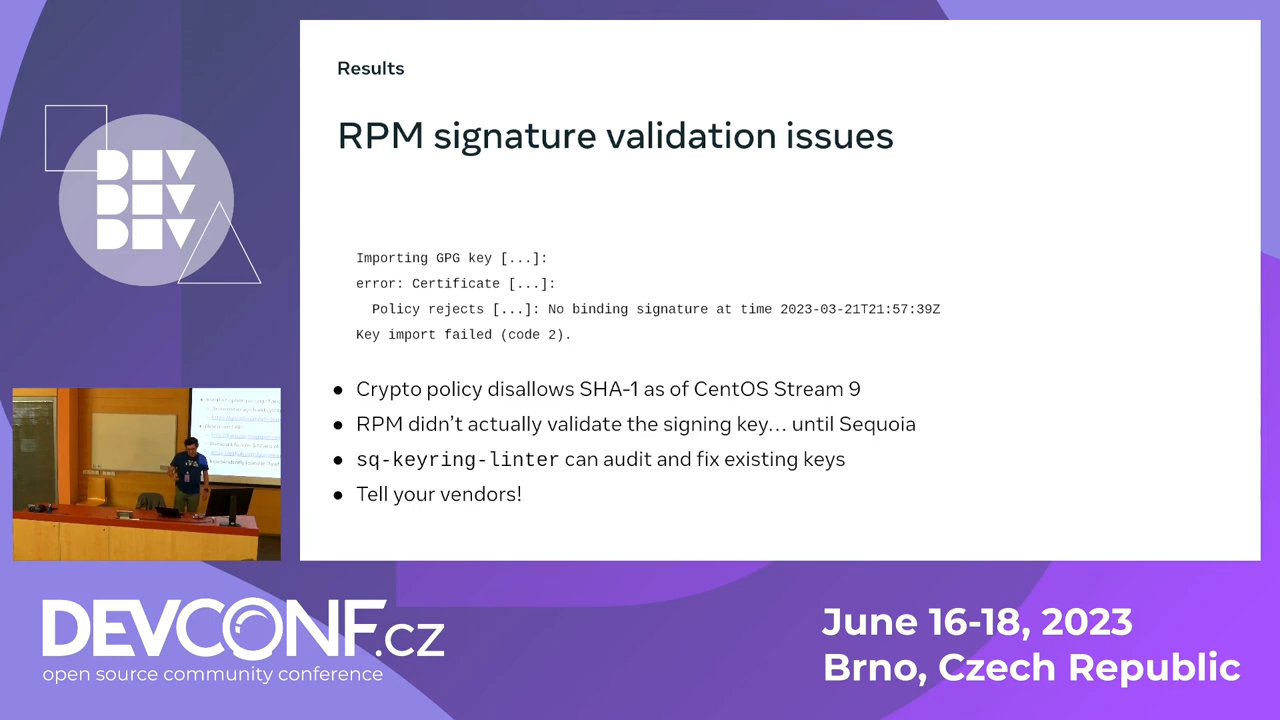 Results
RPM signature validation issues
DEV
DEV
DEV
Importing GPG key [...]:
error: Certificate [...]:
Policy rejects [...]: No binding signature at time 2023-03-21T21:57:39Z
Key import failed (code 2).
● Crypto policy disallows SHA-1 as of CentOS Stream 9
● RPM didn’t actually validate the signing key… until Sequoia
● sq-keyring-linter can audit and fix existing keys
● Tell your vendors!
DEVCONF.cz
open source community conference
June 16-18, 2023
Brno, Czech Republic